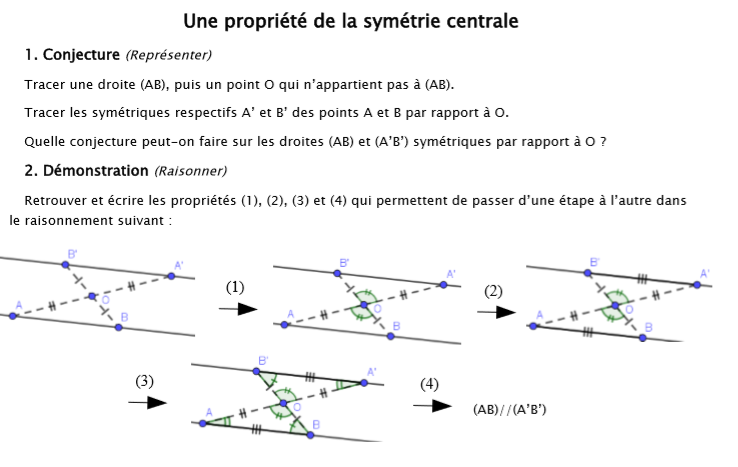 Une propriété de la symétrie centrale
1. Conjecture (Représenter)
Tracer une droite (AB), puis un point O qui n'appartient pas à (AB).
Tracer les symétriques respectifs A' et B' des points A et B par rapport à O.
Quelle conjecture peut-on faire sur les droites (AB) et (A'B') symétriques par rapport à O ?
2. Démonstration (Raisonner)
Retrouver et écrire les propriétés (1), (2), (3) et (4) qui permettent de passer d'une étape à l'autre dans
le raisonnement suivant :
B'
A'
A
O
B
(1)
B'
A'
A
O
B
(2)
B'
A'
A
O
B
(3)
B'
A'
A
O
B
(4)
(AB)//(A'B')